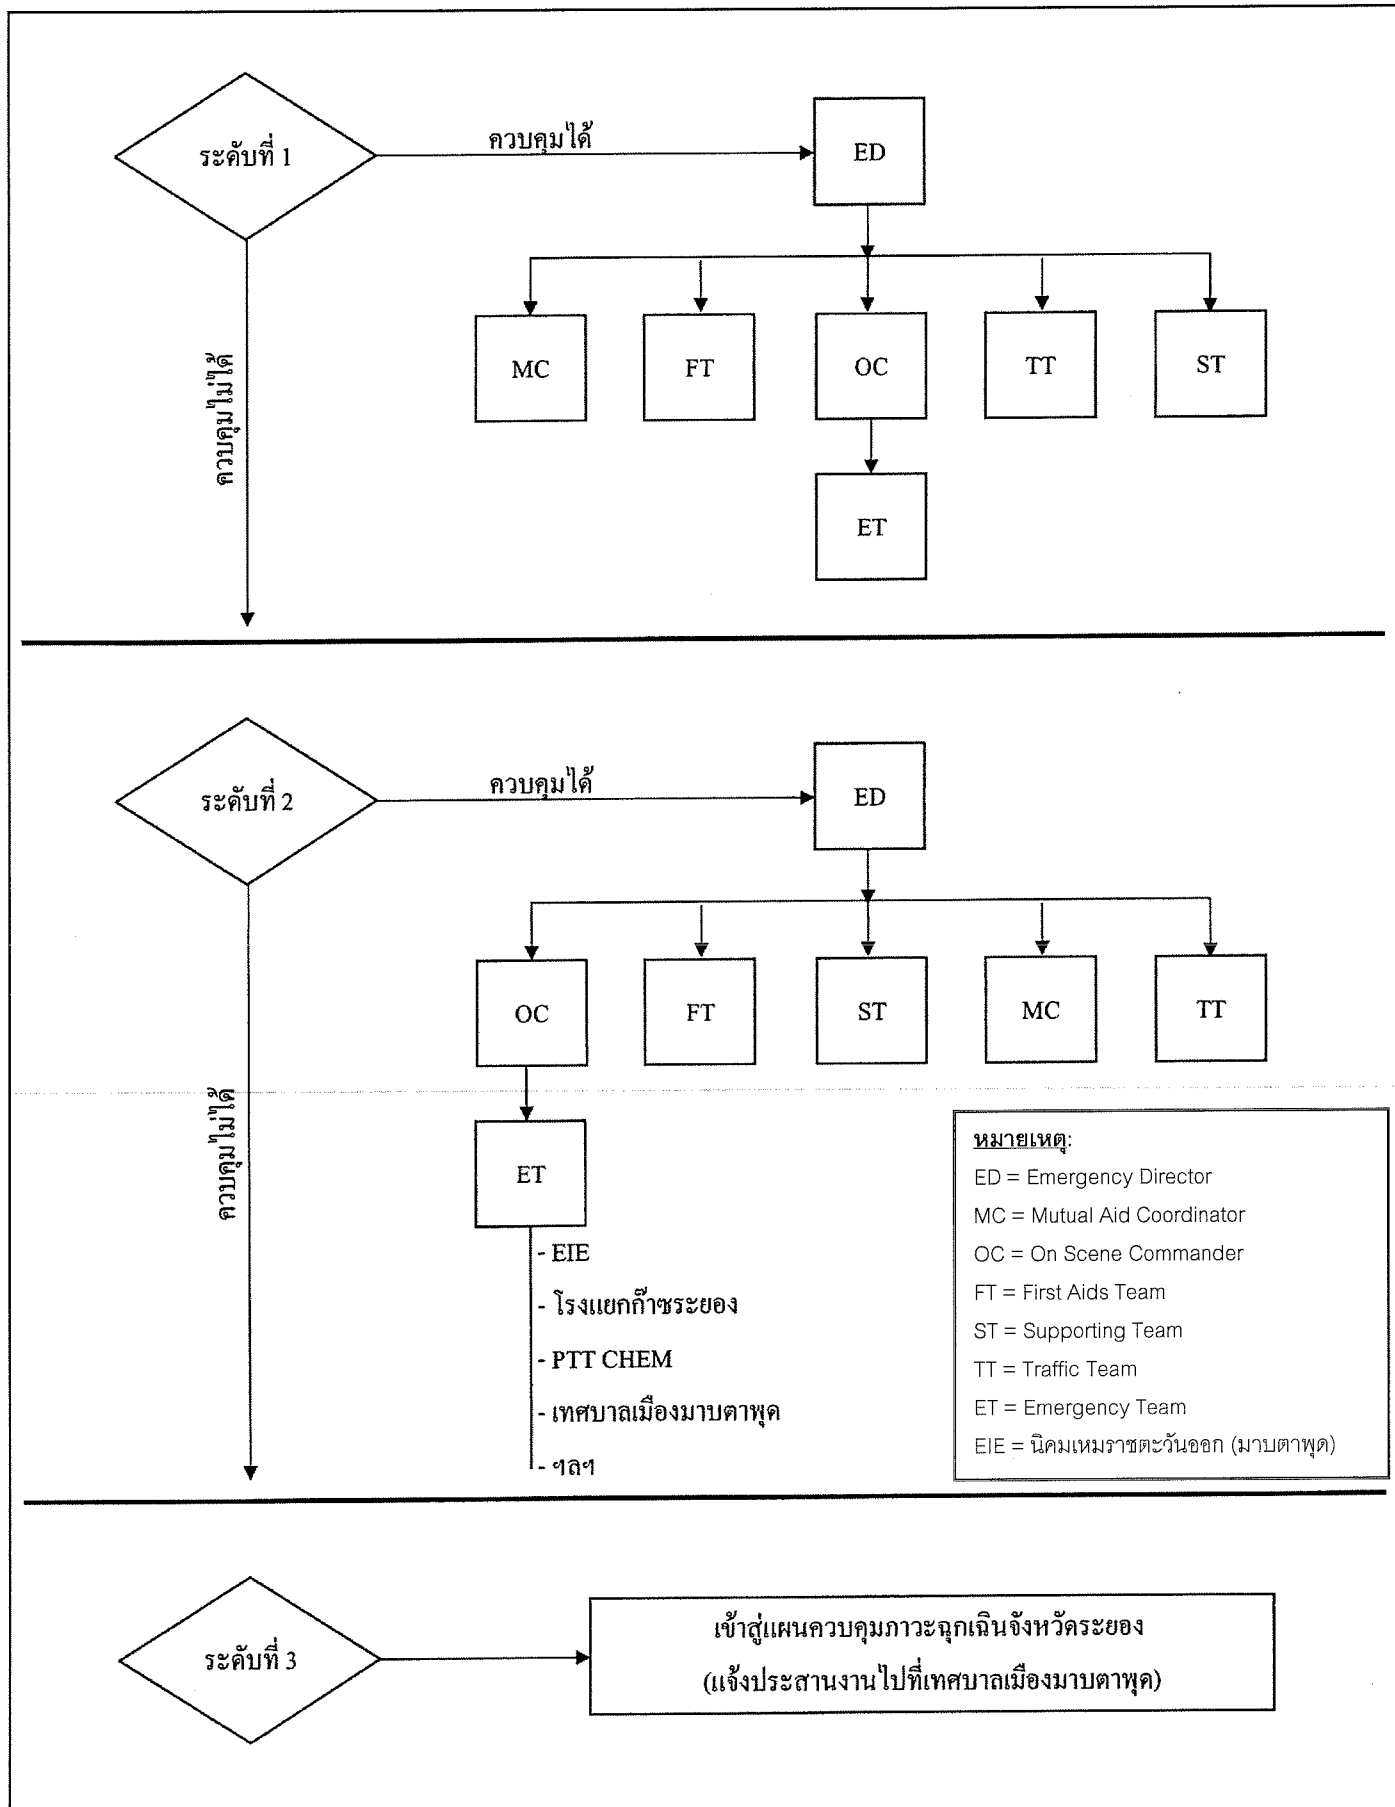 ระดับที่ 1
ควบคุมได้
ED
MC
FT
OC
TT
ST
ET
ควบคุมไม่ได้
ระดับที่ 2
ควบคุมได้
ED
OC
FT
ST
MC
TT
ET
ควบคุมไม่ได้
- EIE
- โรงแยกก๊าซระยอง
- PTT CHEM
- เทศบาลเมืองมาบตาพุด
- ฯลฯ
หมายเหตุ:
ED = Emergency Director
MC = Mutual Aid Coordinator
OC = On Scene Commander
FT = First Aids Team
ST = Supporting Team
TT = Traffic Team
ET = Emergency Team
EIE = นิคมเหมราชตะวันออก (มาบตาพุด)
ระดับที่ 3
เข้าสู่แผนควบคุมภาวะฉุกเฉินจังหวัดระยอง
(แจ้งประสานงานไปที่เทศบาลเมืองมาบตาพุด)